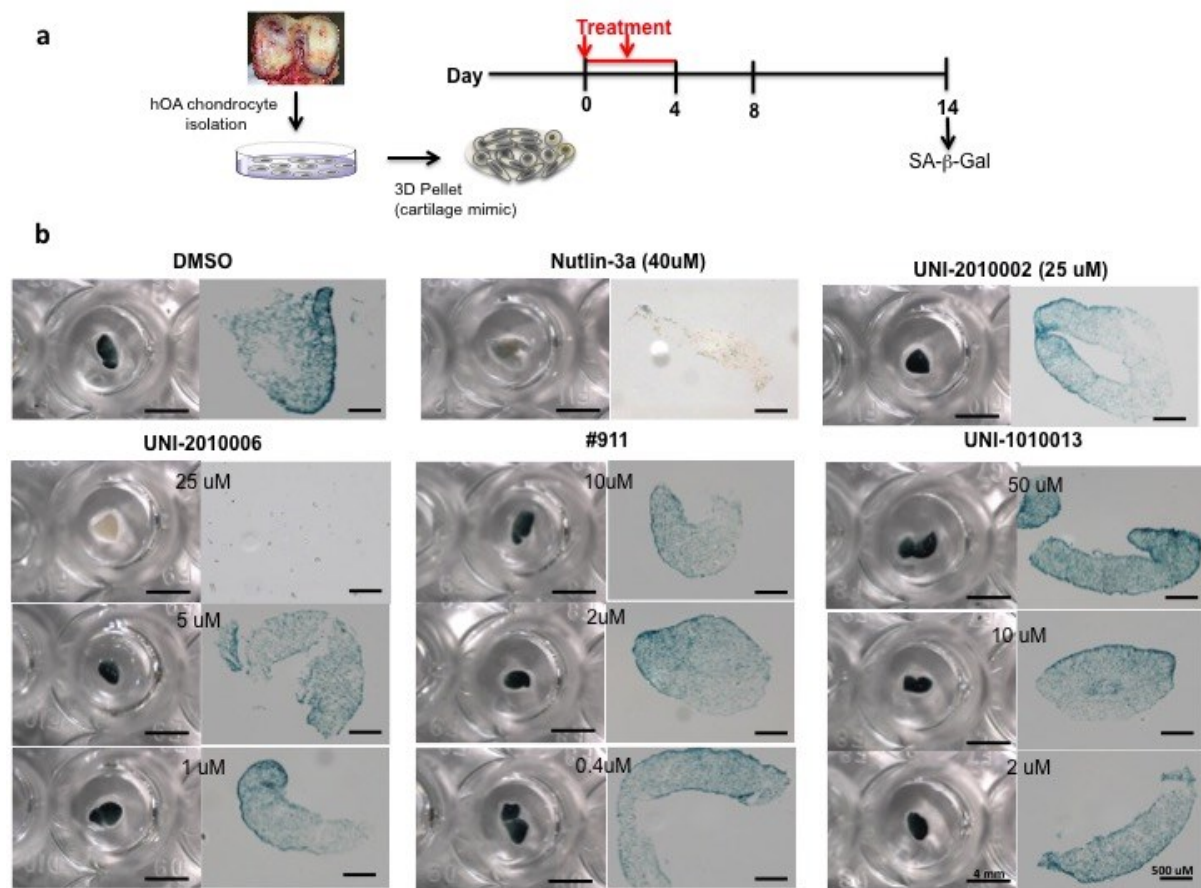 a
Treatment
Day
0
4
8
14
hOA chondrocyte
isolation
3D Pellet
(cartilage mimic)
SA-β-Gal
b
DMSO
Nutlin-3a (40uM)
UNI-2010002 (25 uM)
UNI-2010006
#911
UNI-1010013
25 uM
10uM
50 uM
5 uM
2uM
10 uM
1 uM
0.4uM
2 uM
4 mm
500 uM